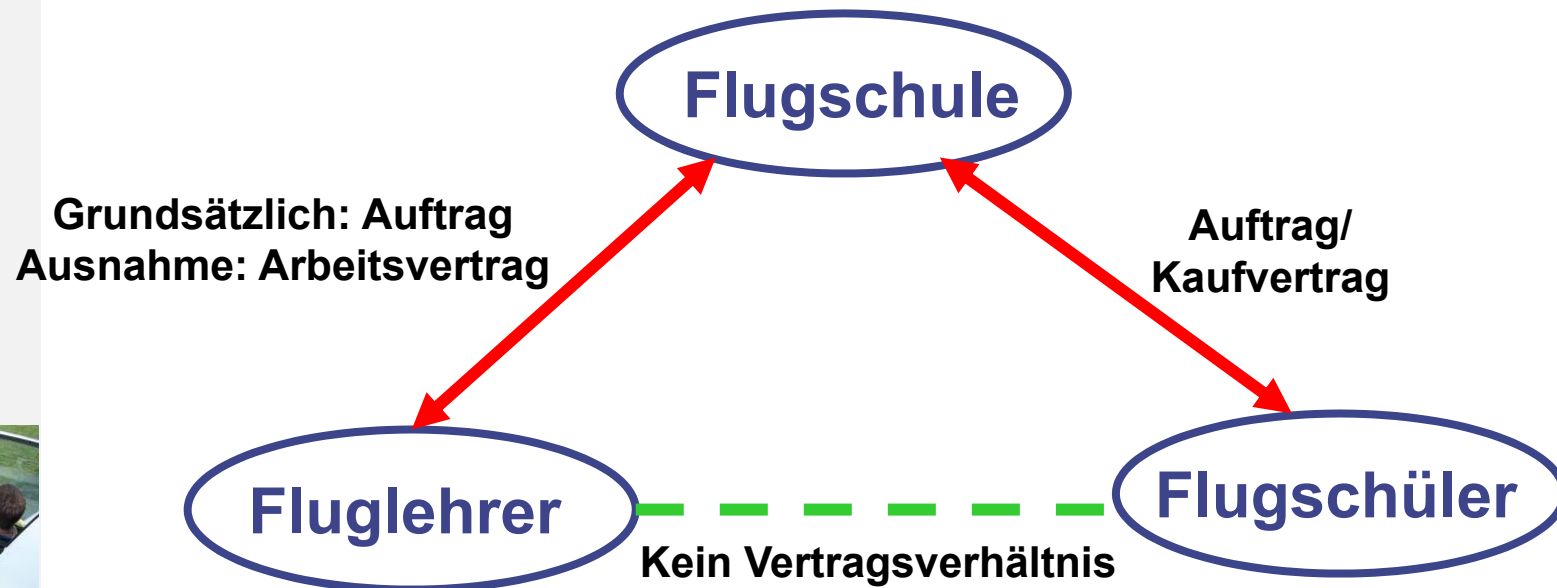 Flugschule
Grundsätzlich: Auftrag
Ausnahme: Arbeitsvertrag
Auftrag/
Kaufvertrag
Fluglehrer
Flugschüler
Kein Vertragsverhältnis